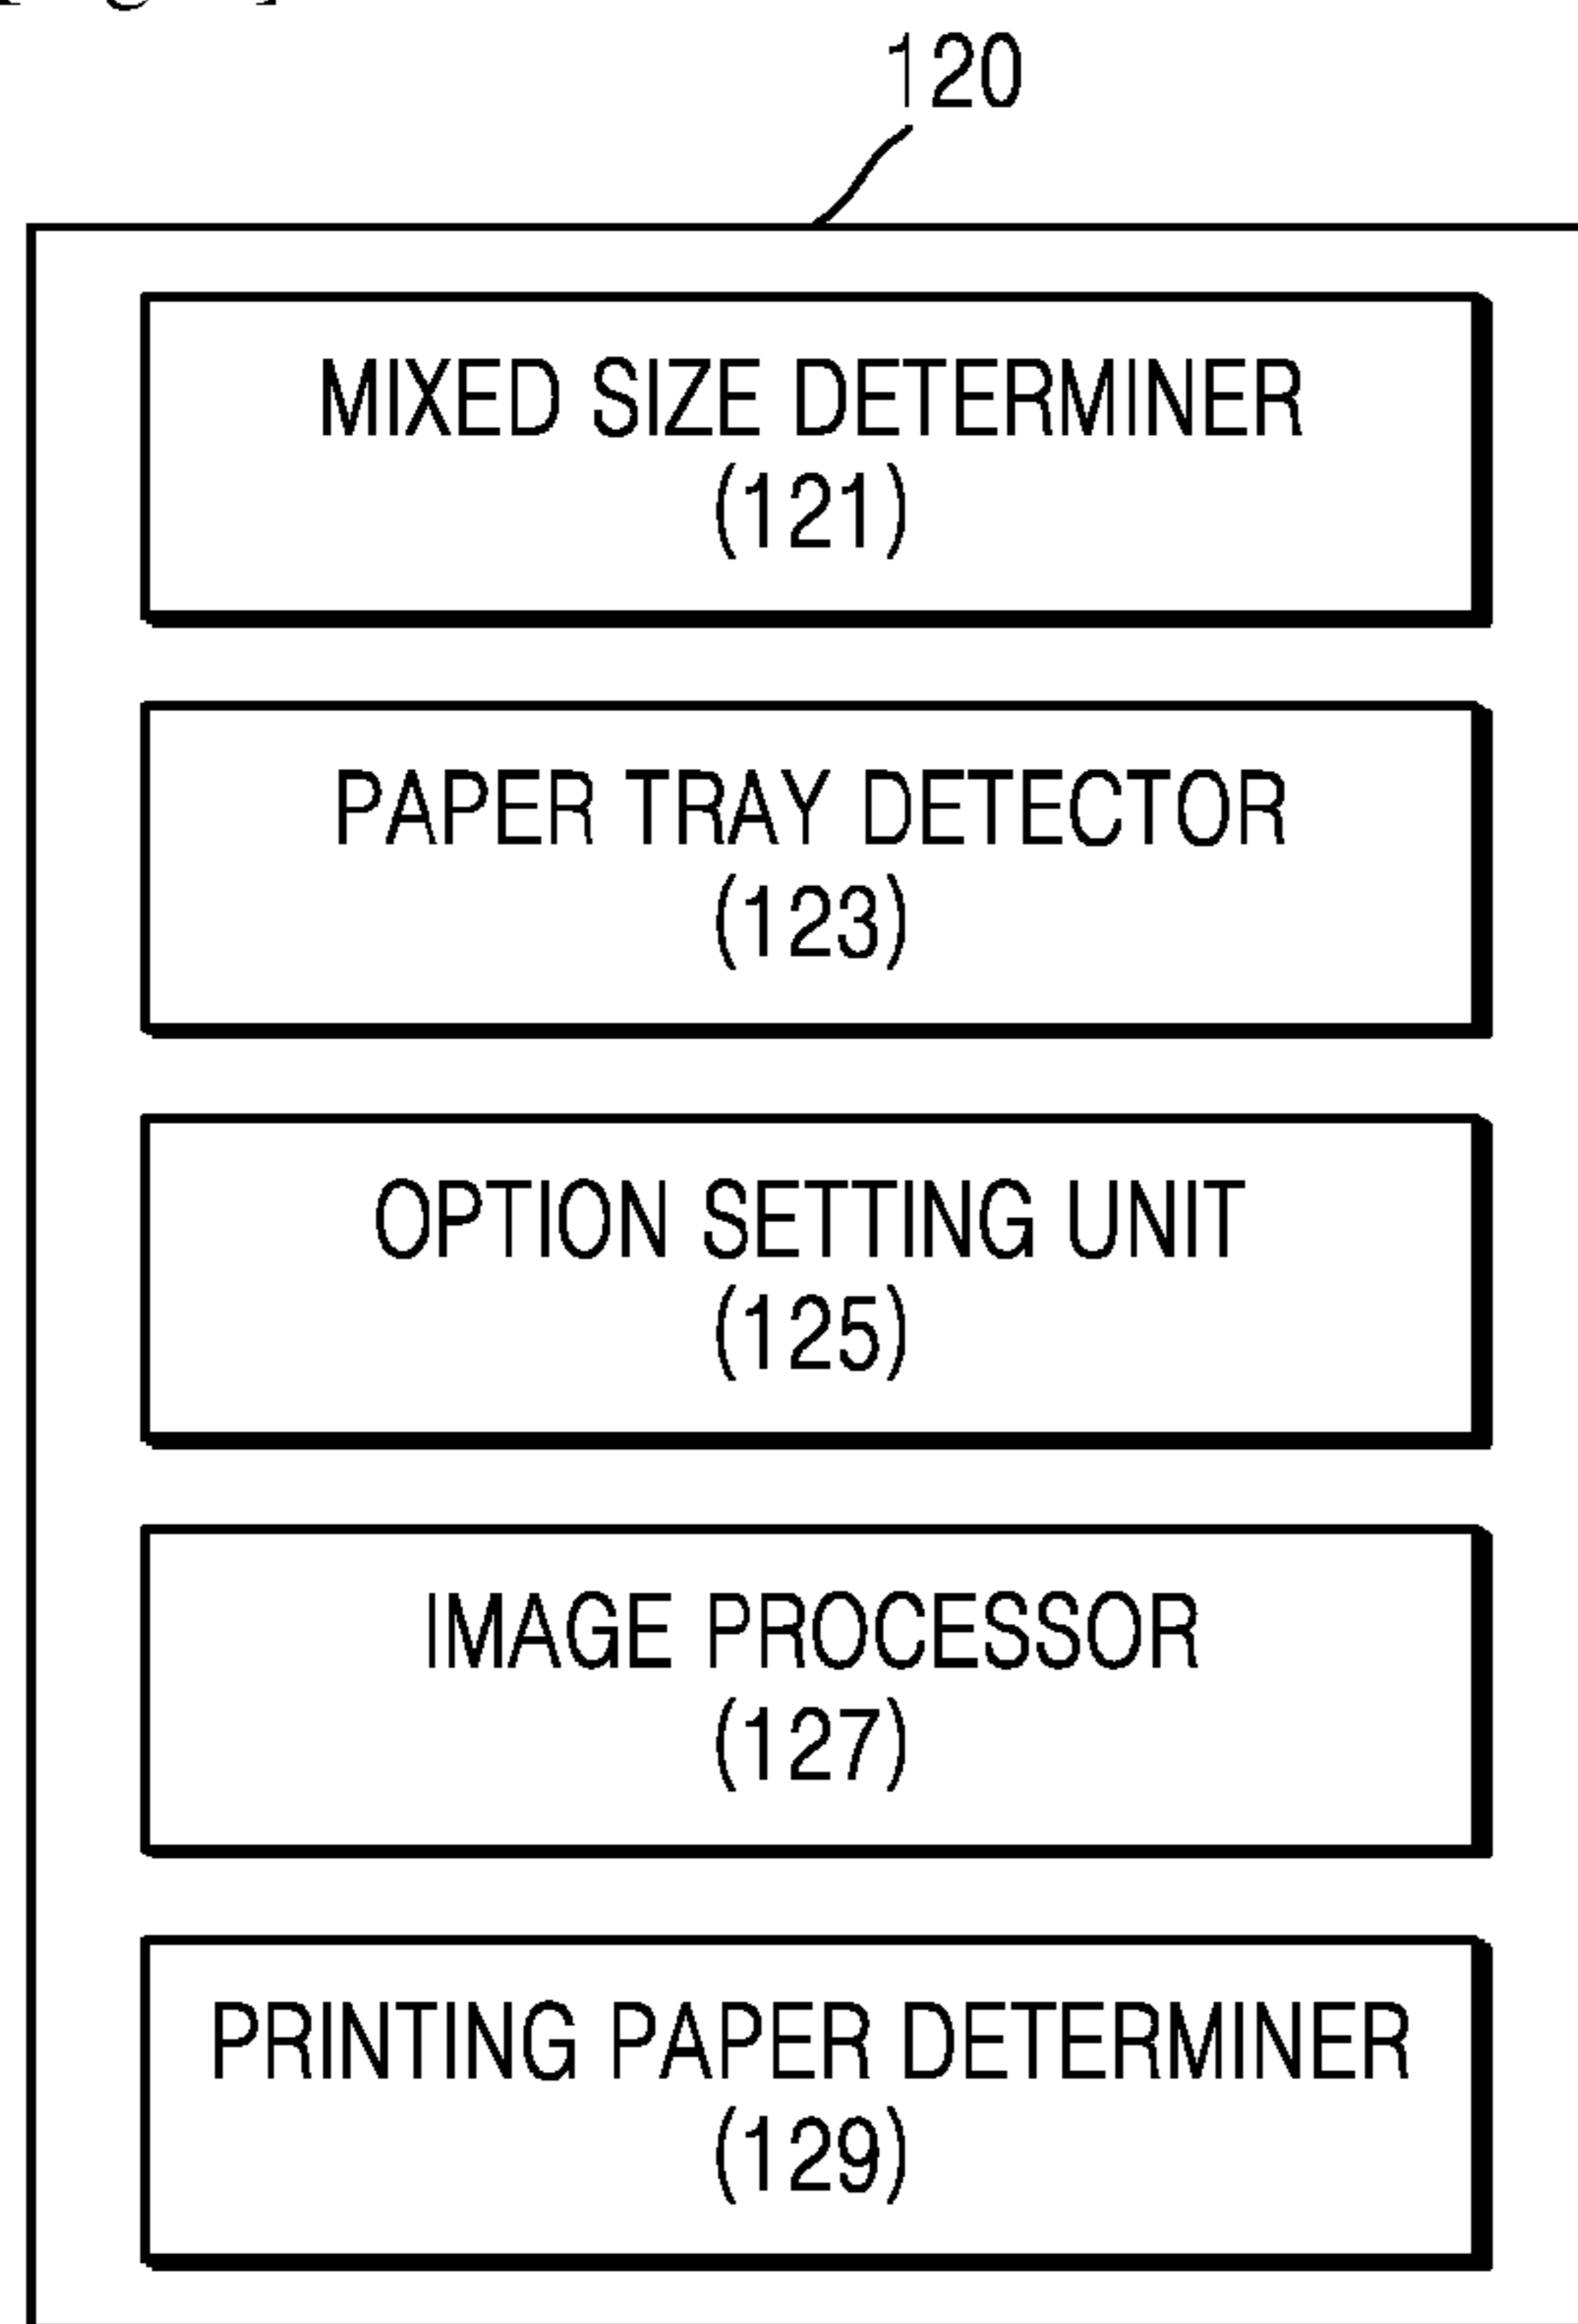 120
MIXED SIZE DETERMINER
(121)
PAPER TRAY DETECTOR
(123)
OPTION SETTING UNIT
(125)
IMAGE PROCESSOR
(127)
PRINTING PAPER DETERMINER
(129)